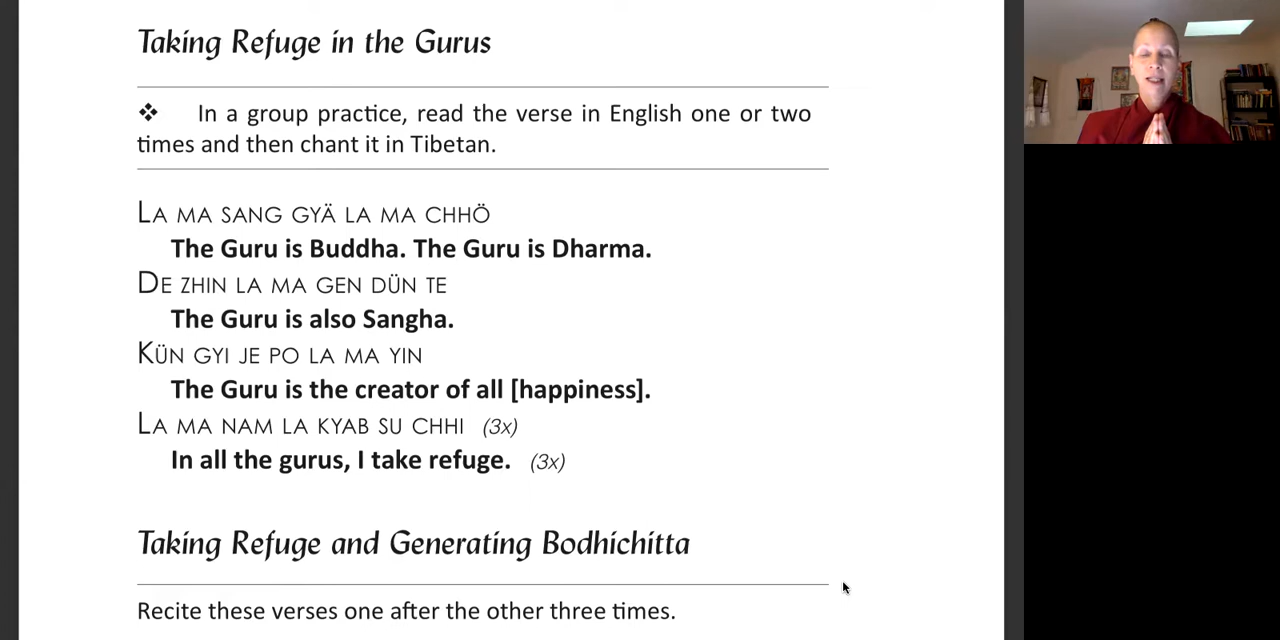 Taking Refuge in the Gurus
❖ In a group practice, read the verse in English one or two
times and then chant it in Tibetan.
LA MA SANG GYÄ LA MA CHHÖ
The Guru is Buddha. The Guru is Dharma.
DE ZHIN LA MA GEN DÜN TE
The Guru is also Sangha.
KÜN GYI JE PO LA MA YIN
The Guru is the creator of all [happiness].
LA MA NAM LA KYAB SU CHHI (3x)
In all the gurus, I take refuge. (3x)
Taking Refuge and Generating Bodhichitta
Recite these verses one after the other three times.